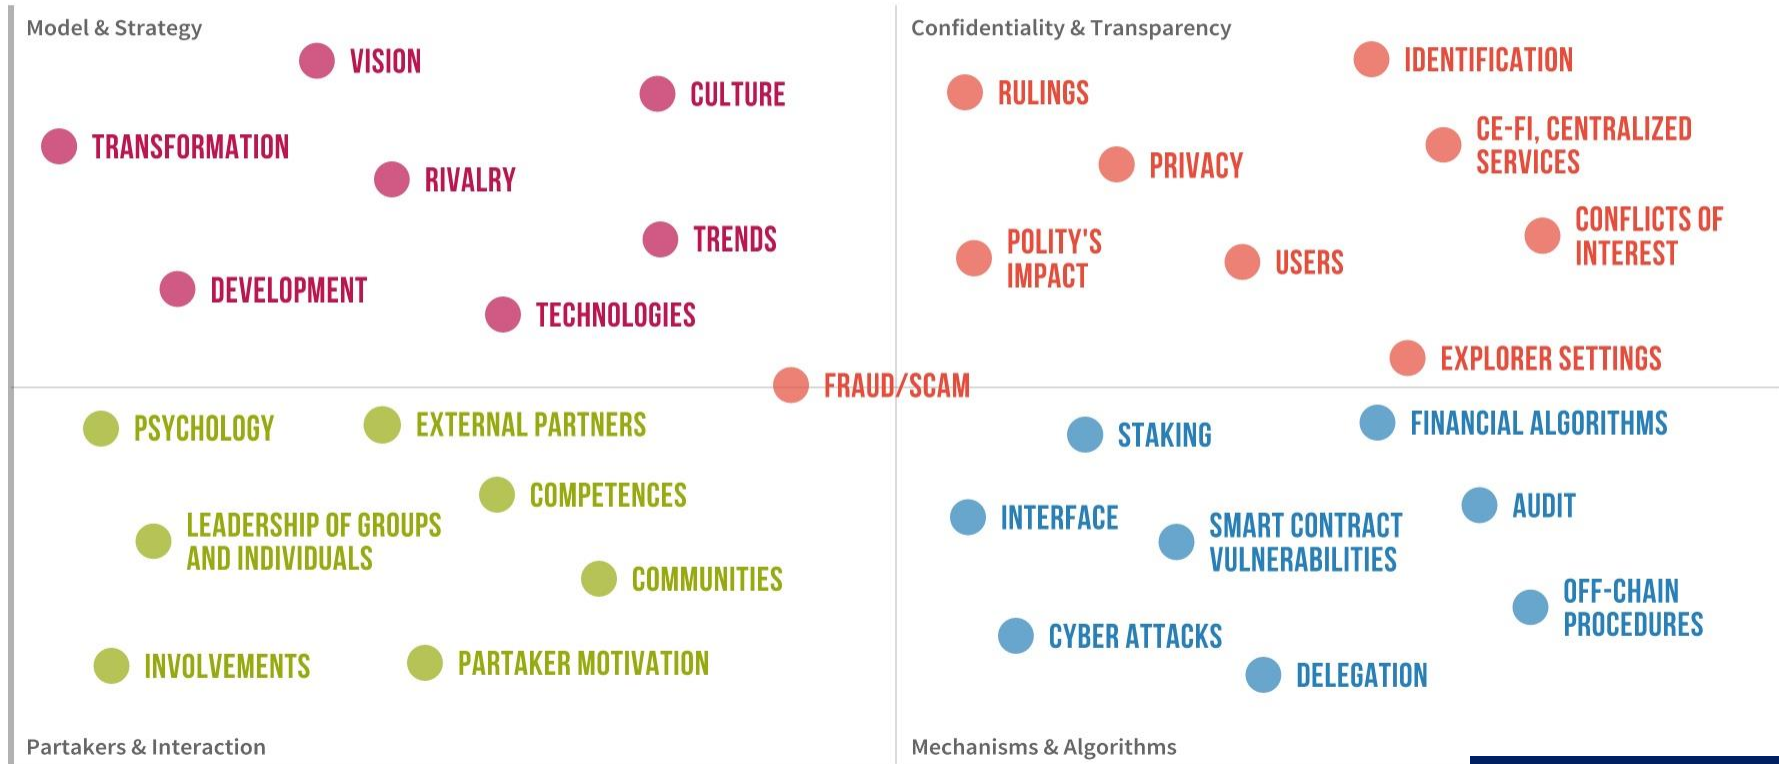 Model & Strategy
VISION
CULTURE
TRANSFORMATION
RIVALRY
TRENDS
DEVELOPMENT
TECHNOLOGIES
Confidentiality & Transparency
IDENTIFICATION
RULINGS
CE-FI, CENTRALIZED
SERVICES
PRIVACY
CONFLICTS OF
INTEREST
POLITY'S
IMPACT
USERS
EXPLORER SETTINGS
FRAUD/SCAM
PSYCHOLOGY
EXTERNAL PARTNERS
COMPETENCES
LEADERSHIP OF GROUPS
AND INDIVIDUALS
COMMUNITIES
INVOLVEMENTS
PARTAKER MOTIVATION
Partakers & Interaction
STAKING
FINANCIAL ALGORITHMS
INTERFACE
AUDIT
SMART CONTRACT
VULNERABILITIES
OFF-CHAIN
PROCEDURES
CYBER ATTACKS
DELEGATION
Mechanisms & Algorithms